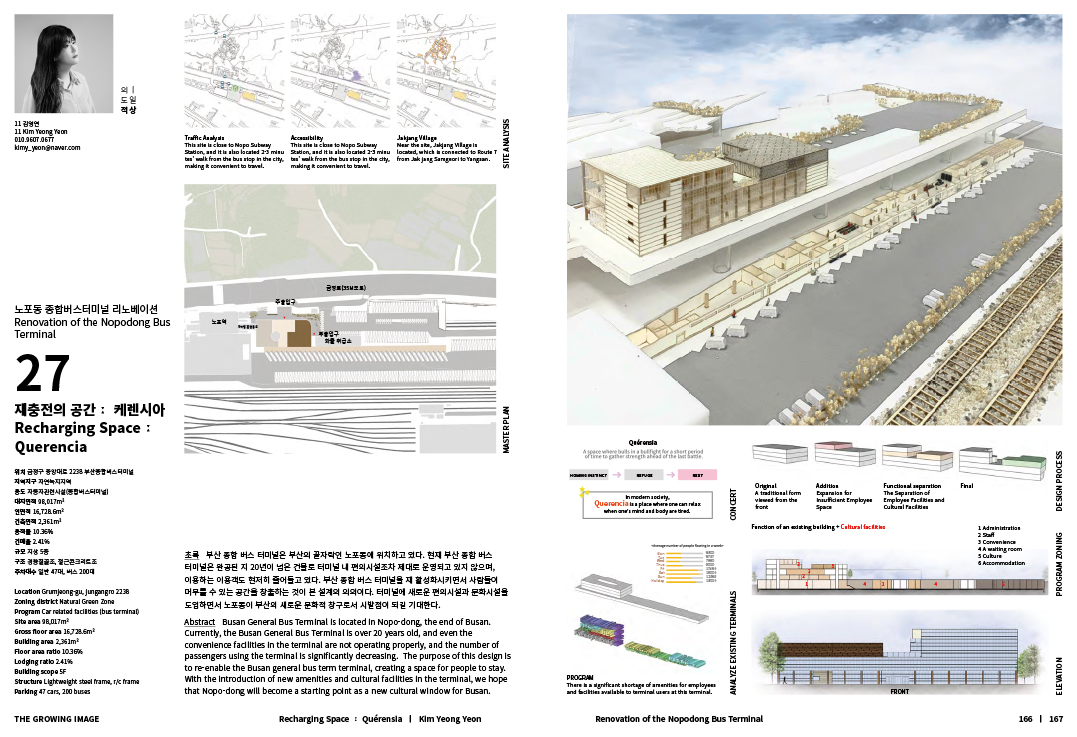 의 ㅣ
도 일
적상
11 김영연
11 Kim Yeong Yeon
010.9607.0677
kimy_yeon@naver.com
노포동 종합버스터미널 리노베이션
Renovation of the Nopodong Bus
Terminal
27
재충전의 공간 : 케렌시아
Recharging Space :
Querencia
위치 금정구 중앙대로 2238 부산종합버스터미널
지역지구 자연녹지지역
용도 자동차관련시설(종합버스터미널)
대지면적 98,017m²
연면적 16,728.6m²
건축면적 2,361m²
용적률 10.36%
건폐율 2.41%
규모 지상 5층
구조 경량철골조, 철근콘크리트조
주차대수 일반 47대, 버스 200대
Location Grumjeong-gu, Jungangro 2238
Zoning district Natural Green Zone
Program Car related facilities (bus terminal)
Site area 98,017m²
Gross floor area 16,728.6m²
Building area 2,361m²
Floor area ratio 10.36%
Lodging ratio 2.41%
Building scope 5F
Structure Lightweight steel frame, r/c frame
Parking 47 cars, 200 buses
Traffic Analysis
This site is close to Nopo Subway
Station, and it is also located 2-3 minu
tes' walk from the bus stop in the city,
making it convenient to travel.
Accessibility
This site is close to Nopo Subway
Station, and it is also located 2-3 minu
tes' walk from the bus stop in the city,
making it convenient to travel.
Jakjang Village
Near the site, Jakjang Village is
located, which is connected to Route 7
from Jak Jang Samgeori to Yangsan.
SITE ANALYSIS
금정로(35M도로)
주출입구
노포역
부출입구
화물 취급소
MASTER PLAN
초록 부산 종합 버스 터미널은 부산의 끝자락인 노포동에 위치하고 있다. 현재 부산 종합 버스
터미널은 완공된 지 20년이 넘은 건물로 터미널 내 편의시설조차 제대로 운영되고 있지 않으며,
이용하는 이용객도 현저히 줄어들고 있다. 부산 종합 버스 터미널을 재 활성화시키면서 사람들이
머무를 수 있는 공간을 창출하는 것이 본 설계의 의의이다. 터미널에 새로운 편의시설과 문화시설을
도입하면서 노포동이 부산의 새로운 문화적 창구로서 시발점이 되길 기대한다.
Abstract Busan General Bus Terminal is located in Nopo-dong, the end of Busan.
Currently, the Busan General Bus Terminal is over 20 years old, and even the
convenience facilities in the terminal are not operating properly, and the number of
passengers using the terminal is significantly decreasing. The purpose of this design is
to re-enable the Busan general bus term terminal, creating a space for people to stay.
With the introduction of new amenities and cultural facilities in the terminal, we hope
that Nopo-dong will become a starting point as a new cultural window for Busan.
Quérensia
A space where bulls in a bullfight for a short period
of time to gather strength ahead of the last battle.
HOMING INSTINCT
REFUGE
REST
In modern society,
Querencia is a place where one can relax
when one's mind and body are tired.
CONCERT
Original
A traditional form
viewed from the
front
Addition
Expansion for
Insufficient Employee
Space
Functional separation
The Separation of
Employee Facilities and
Cultural Facilities
Final
DESIGN PROCESS
Function of an existing building + Cultural facilities
1 Administration
2 Staff
3 Convenience
4 A waiting room
5 Culture
6 Accommodation
PROGRAM ZONING
PROGRAM
There is a significant shortage of amenities for employees
and facilities available to terminal users at this terminal.
ANALYZE EXISTING TERMINALS
FRONT
ELEVATION
THE GROWING IMAGE
Recharging Space : Quérensia | Kim Yeong Yeon
Renovation of the Nopodong Bus Terminal
166 | 167